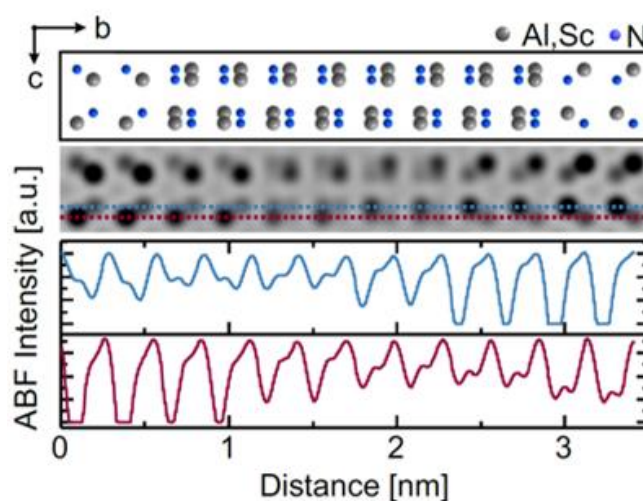 b
Al,Sc
N
c
ABF Intensity [a.u.]
0 1 2 3
Distance [nm]